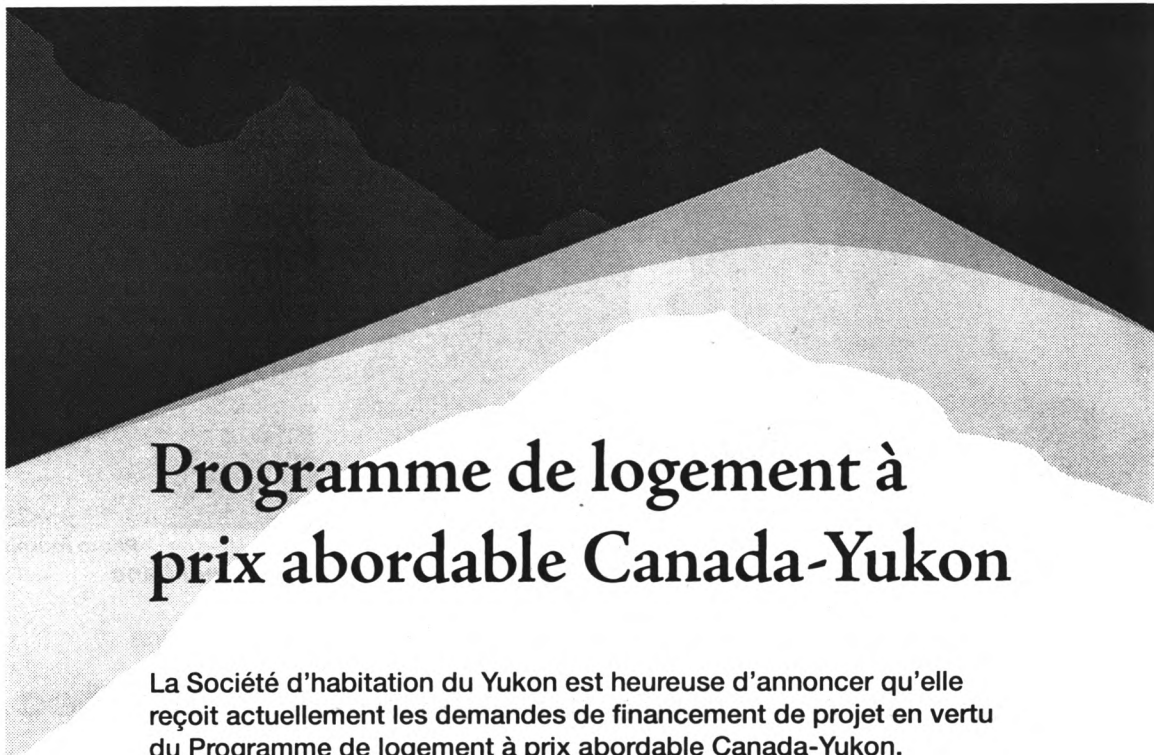 Programme de logement à
prix abordable Canada-Yukon
La Société d'habitation du Yukon est heureuse d'annoncer qu'elle
reçoit actuellement les demandes de financement de projet en vertu
du Programme de logement à prix abordable Canada-Yukon.